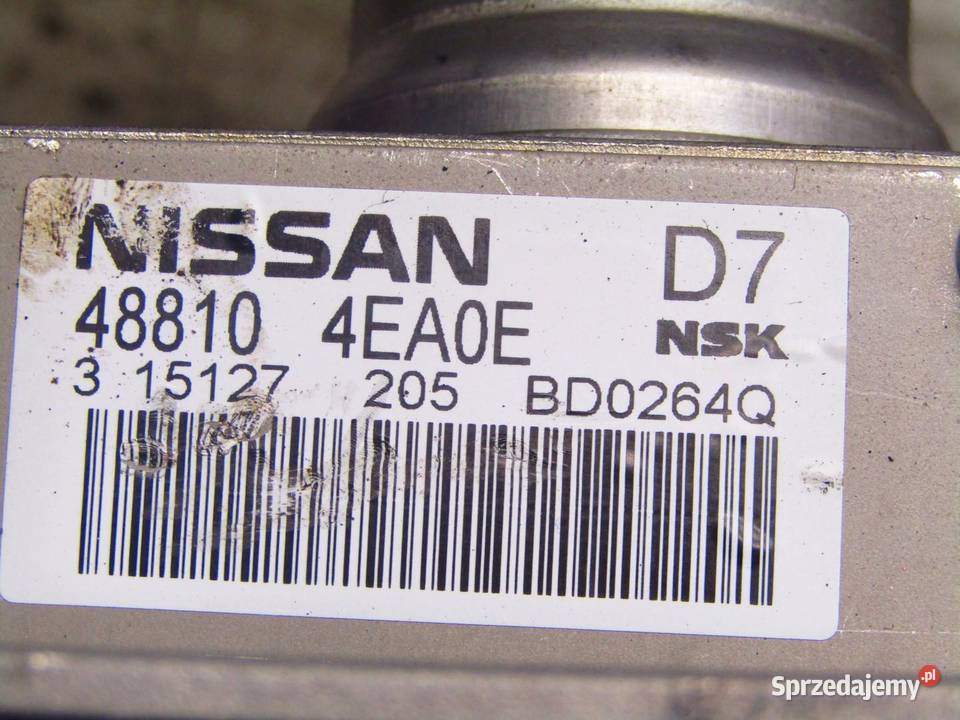 NISSAN D7
48810 4EA0E NSK
3 15127 205 BD0264Q
Sprzedajemy.pl